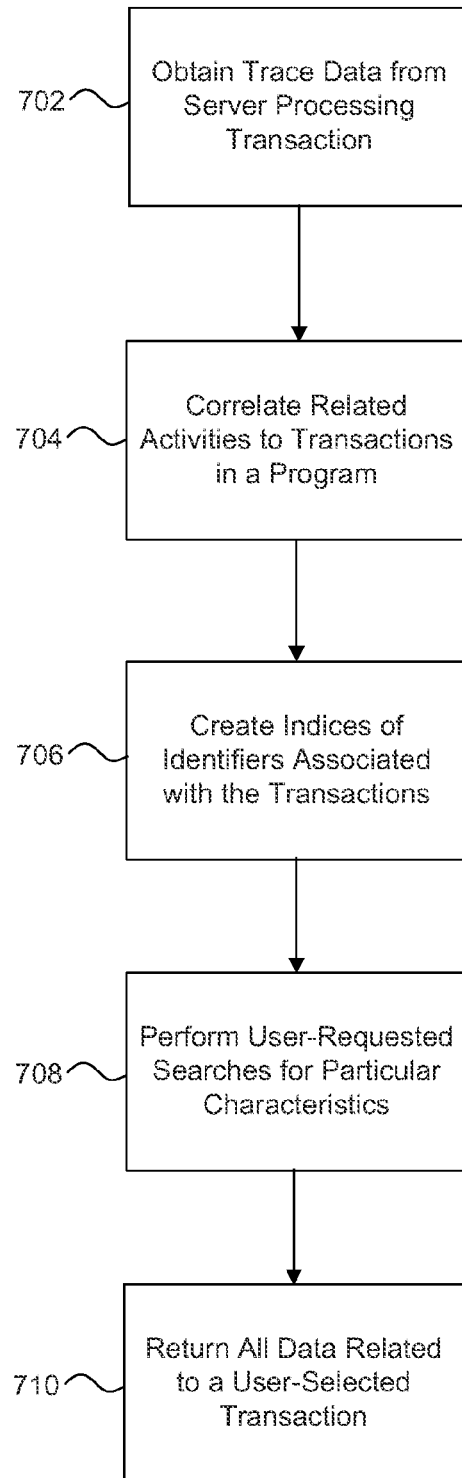 702
Obtain Trace Data from
Server Processing
Transaction
704
Correlate Related
Activities to Transactions
in a Program
706
Create Indices of
Identifiers Associated
with the Transactions
708
Perform User-Requested
Searches for Particular
Characteristics
710
Return All Data Related
to a User-Selected
Transaction